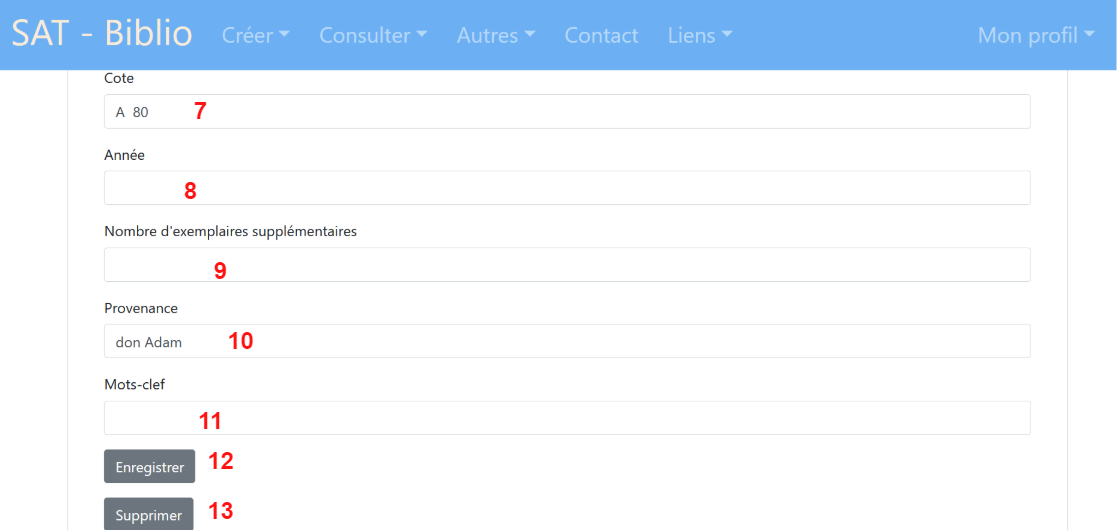 SAT - Biblio Créer Consulter Autres Contact Liens Mon profil
Cote
A 80 7
Année
8
Nombre d'exemplaires supplémentaires
9
Provenance
don Adam 10
Mots-clef
11
Enregistrer 12
Supprimer 13